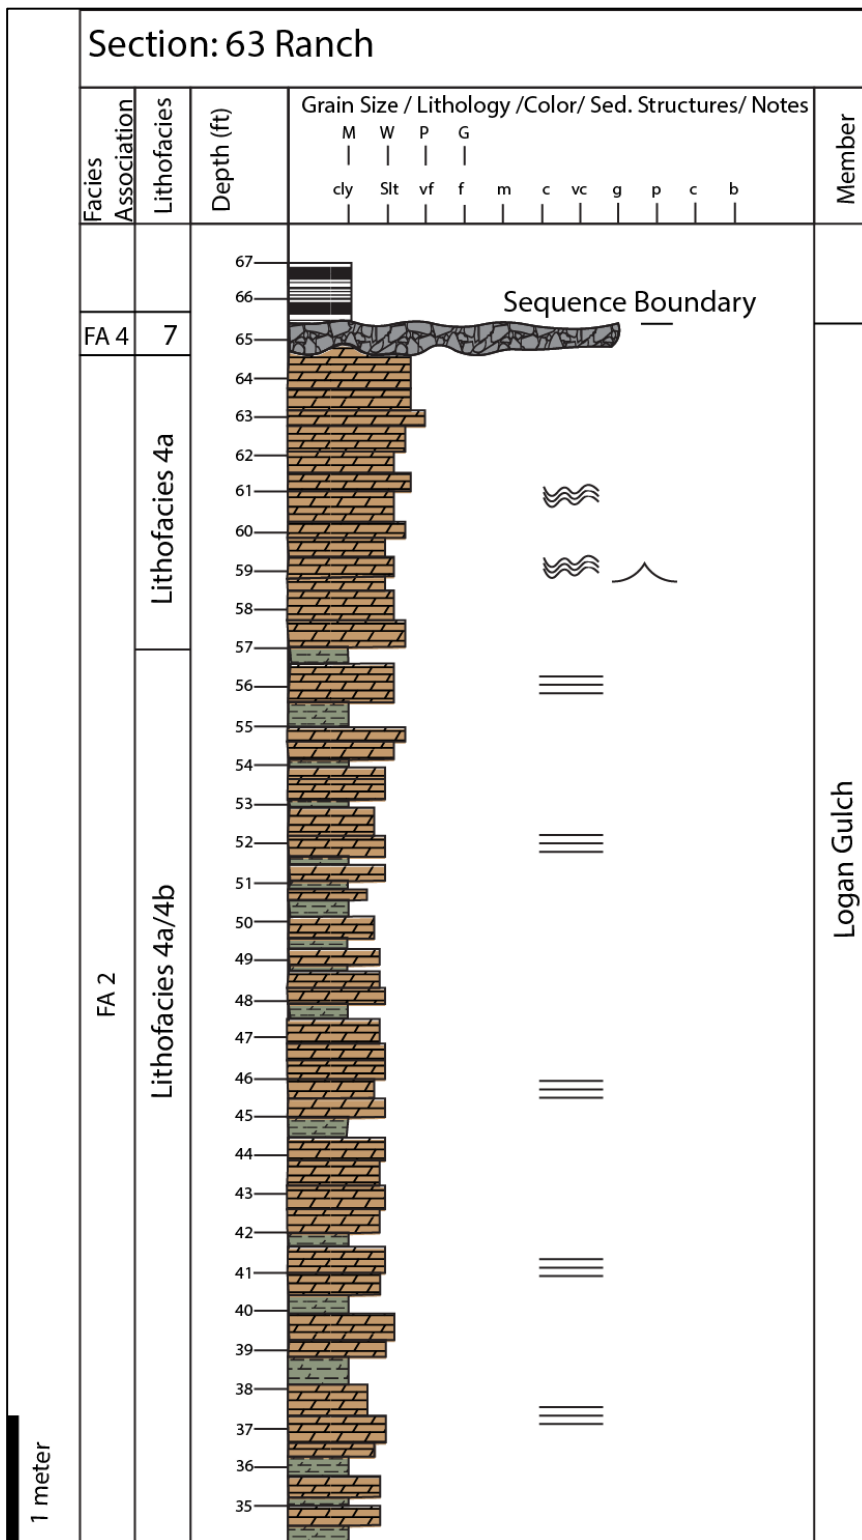 Section: 63 Ranch
Facies
Association
Lithofacies
Depth (ft)
Grain Size / Lithology /Color/ Sed. Structures/ Notes
M W P G
cly Slt vf f m c vc g p c b
Member
67
66
Sequence Boundary
FA 4
7
65
64
63
62
61
60
59
58
57
Lithofacies 4a
56
55
54
53
52
51
50
49
48
47
46
45
44
43
42
41
40
39
38
37
36
35
FA 2
Lithofacies 4a/4b
Logan Gulch
1 meter